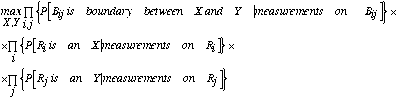 max ∏ {P[B_ij is boundary between X and Y |measurements on B_ij]} ×
X,Y i,j
× ∏ {P[R_i is an X|measurements on R_i]} ×
i
× ∏ {P[R_j is an Y|measurements on R_j]}
j